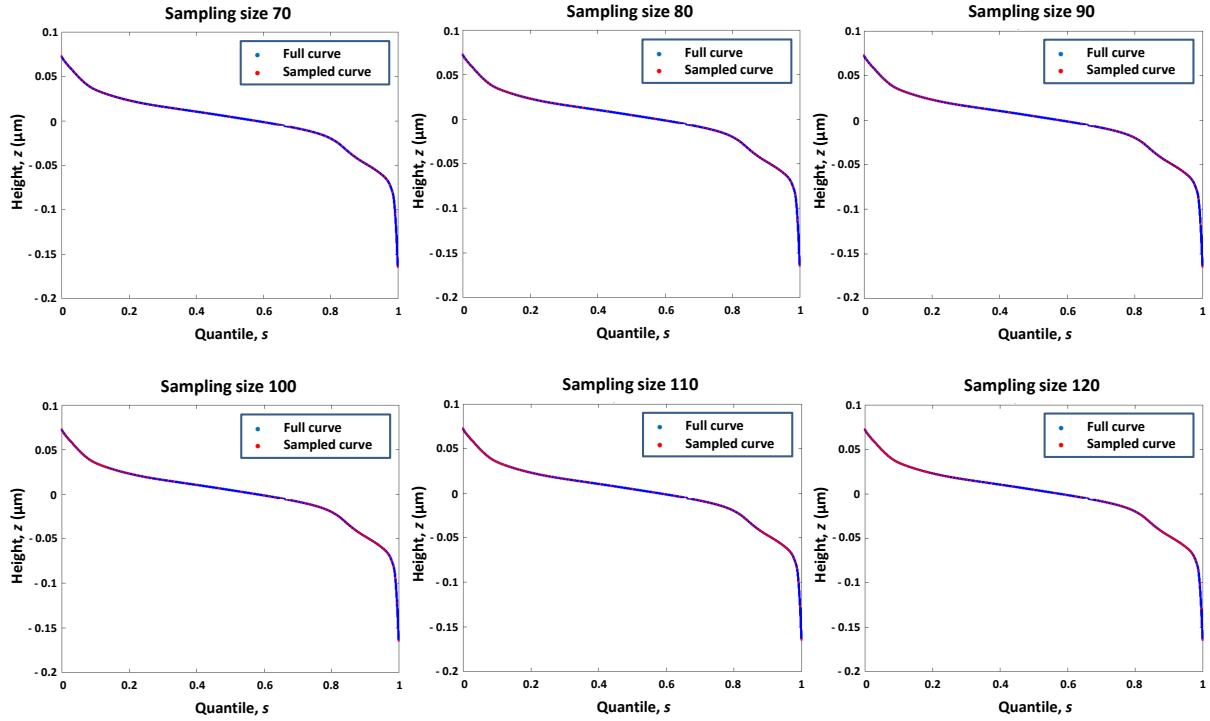 Sampling size 70
0.1
0.05
0
- 0.05
- 0.1
- 0.15
- 0.2
Height, z (µm)
Full curve
Sampled curve
0 0.2 0.4 0.6 0.8 1
Quantile, s
Sampling size 80
0.1
0.05
0
- 0.05
- 0.1
- 0.15
- 0.2
Height, z (µm)
Full curve
Sampled curve
0 0.2 0.4 0.6 0.8 1
Quantile, s
Sampling size 90
0.1
0.05
0
- 0.05
- 0.1
- 0.15
- 0.2
Height, z (µm)
Full curve
Sampled curve
0 0.2 0.4 0.6 0.8 1
Quantile, s
Sampling size 100
0.1
0.05
0
- 0.05
- 0.1
- 0.15
- 0.2
Height, z (µm)
Full curve
Sampled curve
0 0.2 0.4 0.6 0.8 1
Quantile, s
Sampling size 110
0.1
0.05
0
- 0.05
- 0.1
- 0.15
- 0.2
Height, z (µm)
Full curve
Sampled curve
0 0.2 0.4 0.6 0.8 1
Quantile, s
Sampling size 120
0.1
0.05
0
- 0.05
- 0.1
- 0.15
- 0.2
Height, z (µm)
Full curve
Sampled curve
0 0.2 0.4 0.6 0.8 1
Quantile, s